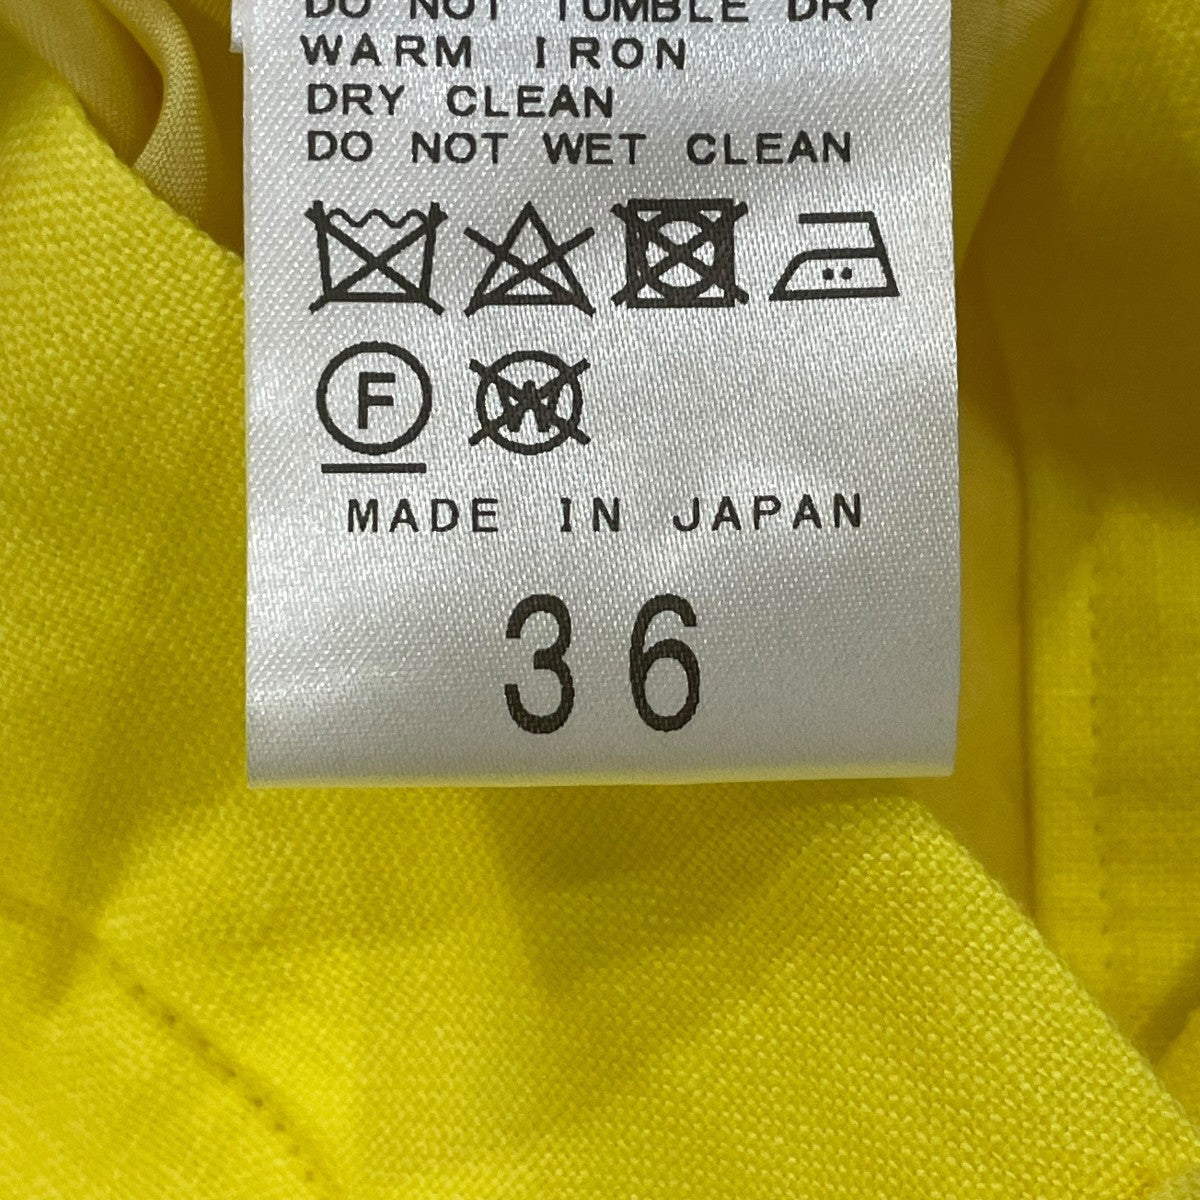 DO NOT TUMBLE DRY
WARM IRON
DRY CLEAN
DO NOT WET CLEAN
F W
MADE IN JAPAN
36